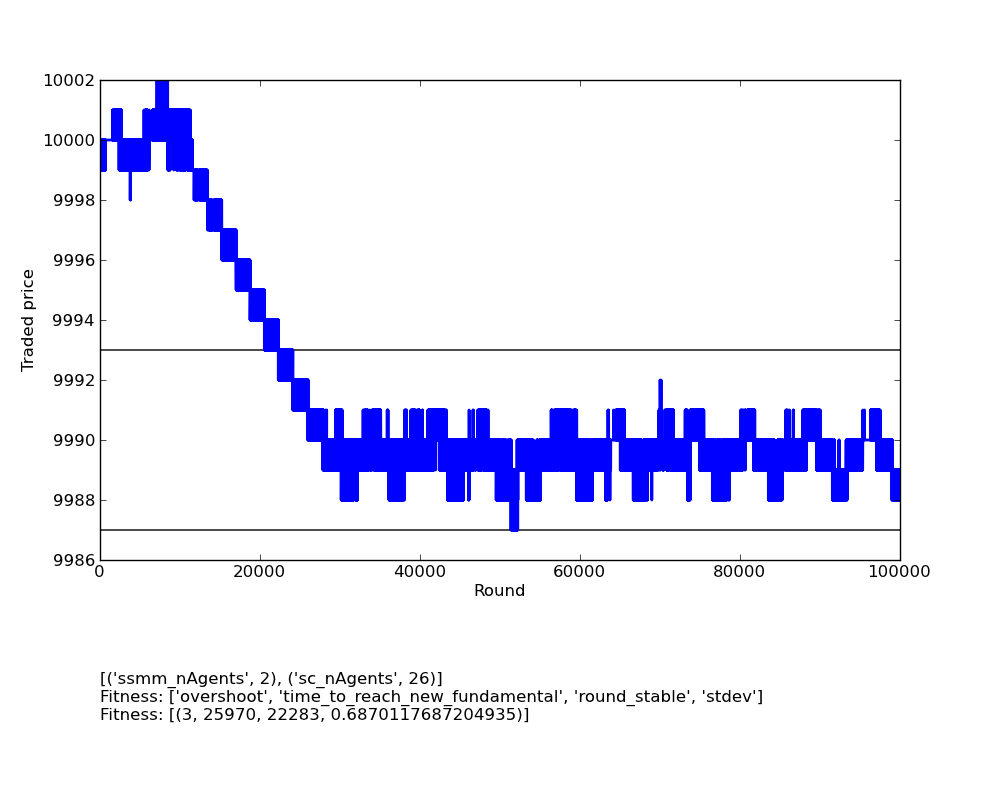 10002
10000
9998
9996
9994
9992
9990
9988
9986
Traded price
0 20000 40000 60000 80000 100000
Round
[('ssmm_nAgents', 2), ('sc_nAgents', 26)]
Fitness: ['overshoot', 'time_to_reach_new_fundamental', 'round_stable', 'stdev']
Fitness: [(3, 25970, 22283, 0.6870117687204935)]